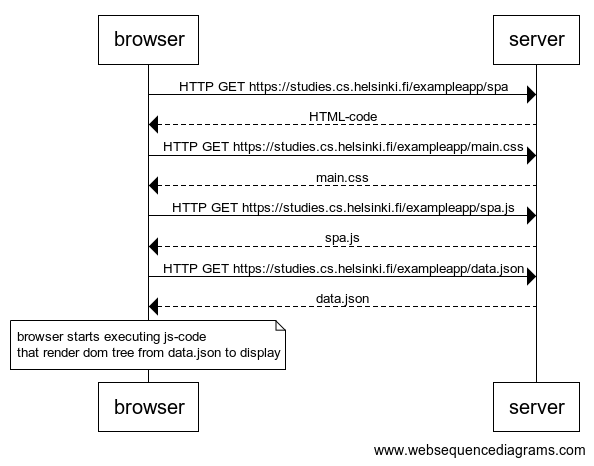 browser
server
HTTP GET https://studies.cs.helsinki.fi/exampleapp/spa
HTML-code
HTTP GET https://studies.cs.helsinki.fi/exampleapp/main.css
main.css
HTTP GET https://studies.cs.helsinki.fi/exampleapp/spa.js
spa.js
HTTP GET https://studies.cs.helsinki.fi/exampleapp/data.json
data.json
browser starts executing js-code
that render dom tree from data.json to display
browser
server
www.websequencediagrams.com